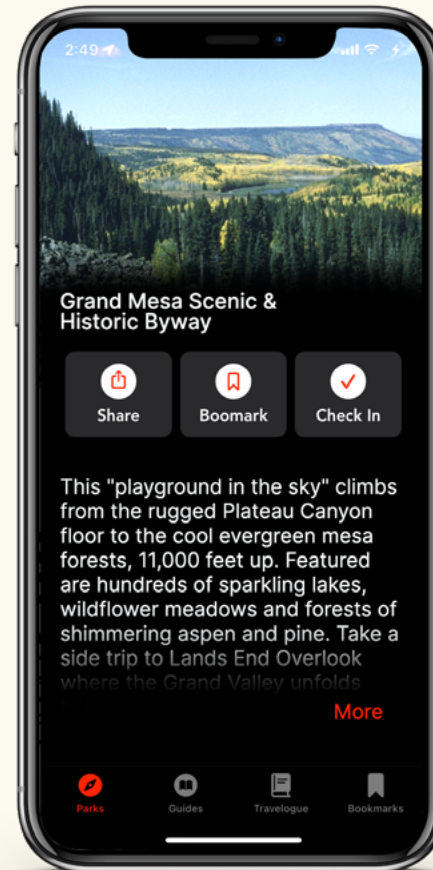 2:49
Grand Mesa Scenic &
Historic Byway
Share
Boomark
Check In
This "playground in the sky" climbs
from the rugged Plateau Canyon
floor to the cool evergreen mesa
forests, 11,000 feet up. Featured
are hundreds of sparkling lakes,
wildflower meadows and forests of
shimmering aspen and pine. Take a
side trip to Lands End Overlook
where the Grand Valley unfolds
More
Parks
Guides
Travelogue
Bookmarks